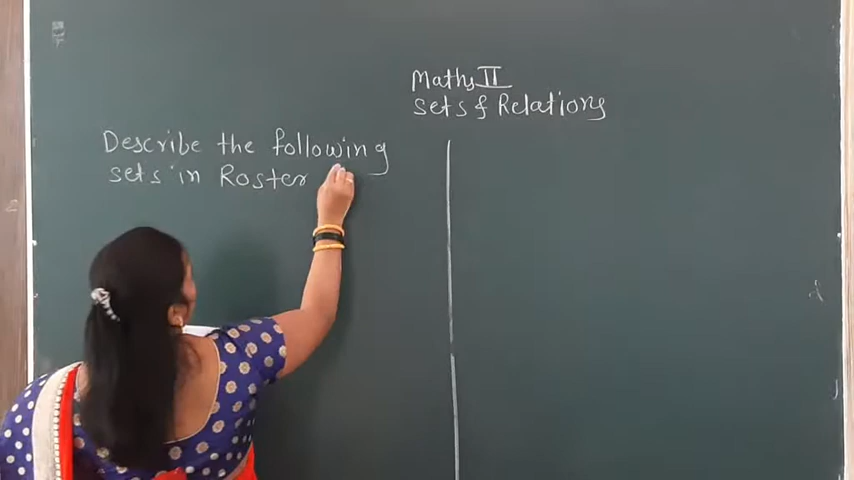 Maths II
Sets & Relations
Describe the following
sets in Roster